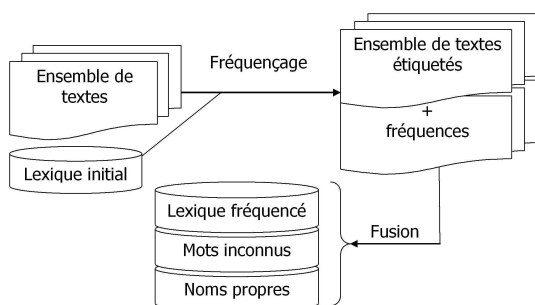 Ensemble de
textes
Lexique initial
Fréquençage
Ensemble de textes
étiquetés
+
fréquences
Fusion
Lexique fréquencé
Mots inconnus
Noms propres